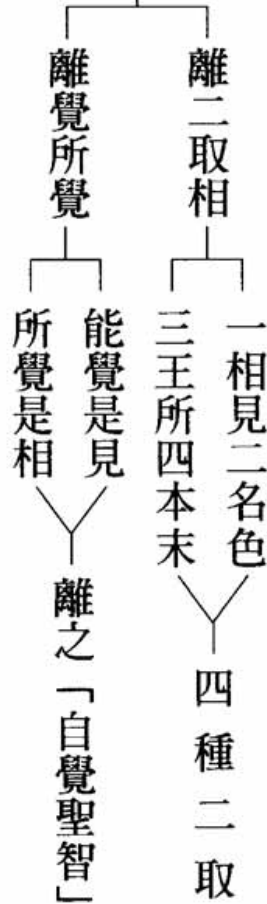 離二取相
一相見二名色
三王所四本末
四種二取
離覺所覺
能覺是見
所覺是相
離之「自覺聖智」